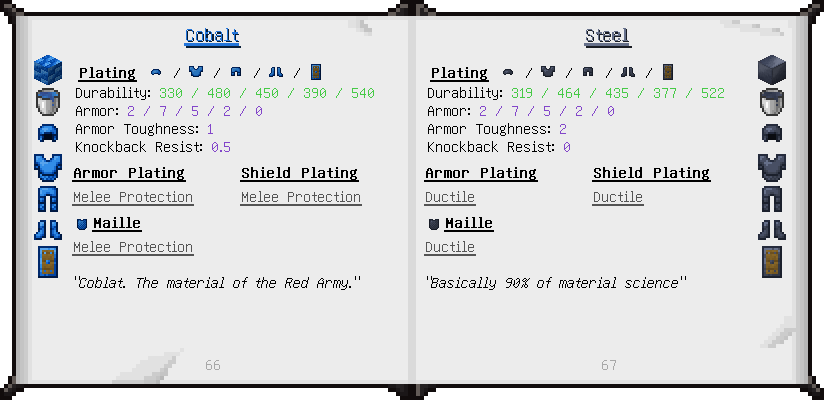 Cobalt
Plating / / / /
Durability: 330 / 480 / 450 / 390 / 540
Armor: 2 / 7 / 5 / 2 / 0
Armor Toughness: 1
Knockback Resist: 0.5
Armor Plating Shield Plating
Melee Protection Melee Protection
Maille
Melee Protection
"Coblat. The material of the Red Army."
66
Steel
Plating / / / /
Durability: 319 / 464 / 435 / 377 / 522
Armor: 2 / 7 / 5 / 2 / 0
Armor Toughness: 2
Knockback Resist: 0
Armor Plating Shield Plating
Ductile Ductile
Maille
Ductile
"Basically 90% of material science"
67